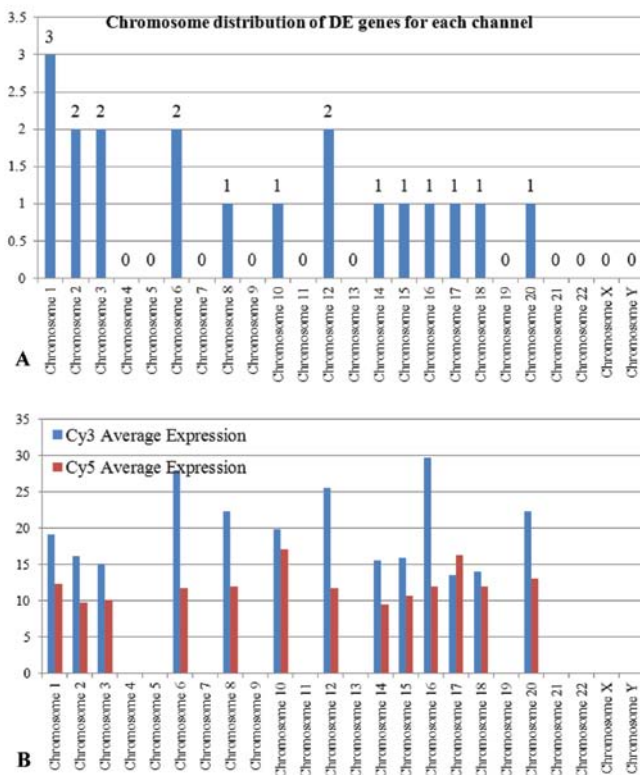 Chromosome distribution of DE genes for each channel
3.5
3
2.5
2
1.5
1
0.5
0
3
2
2
0
0
2
0
1
0
1
0
2
0
1
1
1
1
1
0
1
0
0
0
0
Chromosome 1
Chromosome 2
Chromosome 3
Chromosome 4
Chromosome 5
Chromosome 6
Chromosome 7
Chromosome 8
Chromosome 9
Chromosome 10
Chromosome 11
Chromosome 12
Chromosome 13
Chromosome 14
Chromosome 15
Chromosome 16
Chromosome 17
Chromosome 18
Chromosome 19
Chromosome 20
Chromosome 21
Chromosome 22
Chromosome X
Chromosome Y
A
35
30
25
20
15
10
5
0
Cy3 Average Expression
Cy5 Average Expression
Chromosome 1
Chromosome 2
Chromosome 3
Chromosome 4
Chromosome 5
Chromosome 6
Chromosome 7
Chromosome 8
Chromosome 9
Chromosome 10
Chromosome 11
Chromosome 12
Chromosome 13
Chromosome 14
Chromosome 15
Chromosome 16
Chromosome 17
Chromosome 18
Chromosome 19
Chromosome 20
Chromosome 21
Chromosome 22
Chromosome X
Chromosome Y
B